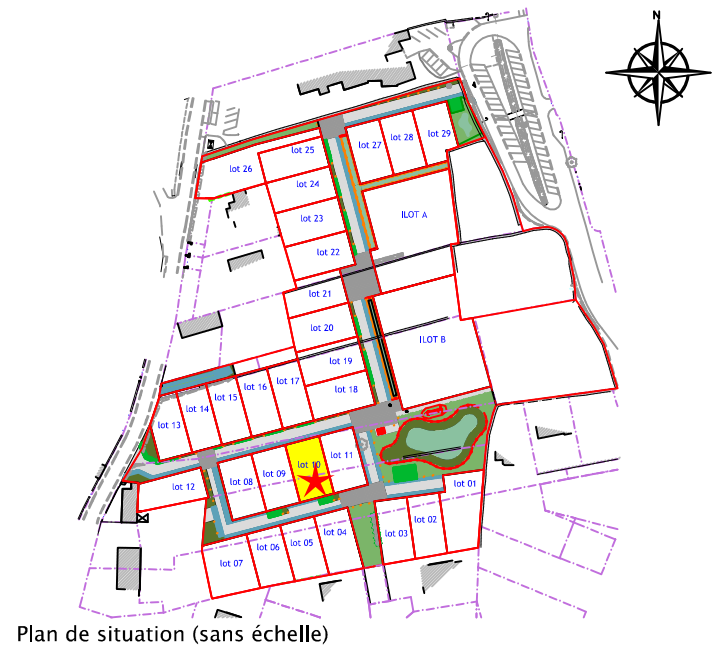 N
lot 29
lot 28
lot 27
lot 25
lot 26
lot 24
lot 23
ILOT A
lot 22
lot 21
lot 20
ILOT B
lot 19
lot 18
lot 17
lot 16
lot 15
lot 14
lot 13
lot 12
lot 11
lot 10
lot 09
lot 08
lot 01
lot 02
lot 03
lot 04
lot 05
lot 06
lot 07
Plan de situation (sans échelle)